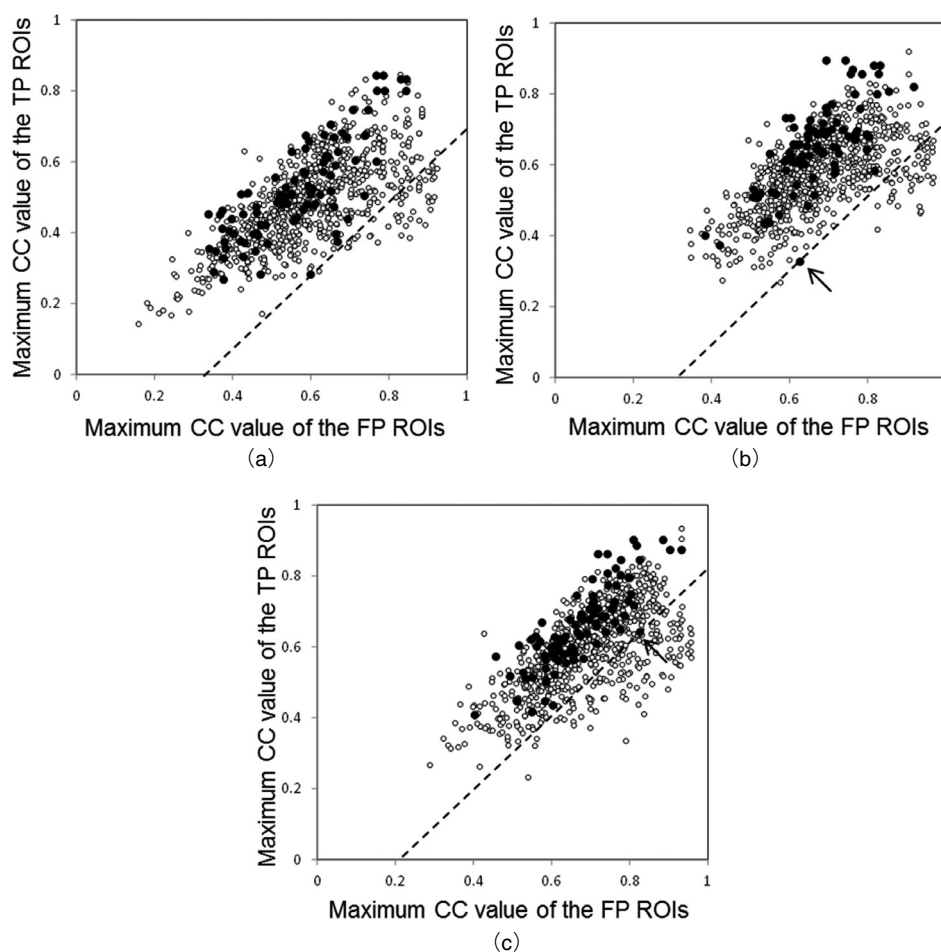 1
0.8
0.6
0.4
0.2
0
Maximum CC value of the TP ROIs
0 0.2 0.4 0.6 0.8 1
Maximum CC value of the FP ROIs
(a)
1
0.8
0.6
0.4
0.2
0
Maximum CC value of the TP ROIs
0 0.2 0.4 0.6 0.8
Maximum CC value of the FP ROIs
(b)
1
0.8
0.6
0.4
0.2
0
Maximum CC value of the TP ROIs
0 0.2 0.4 0.6 0.8 1
Maximum CC value of the FP ROIs
(c)